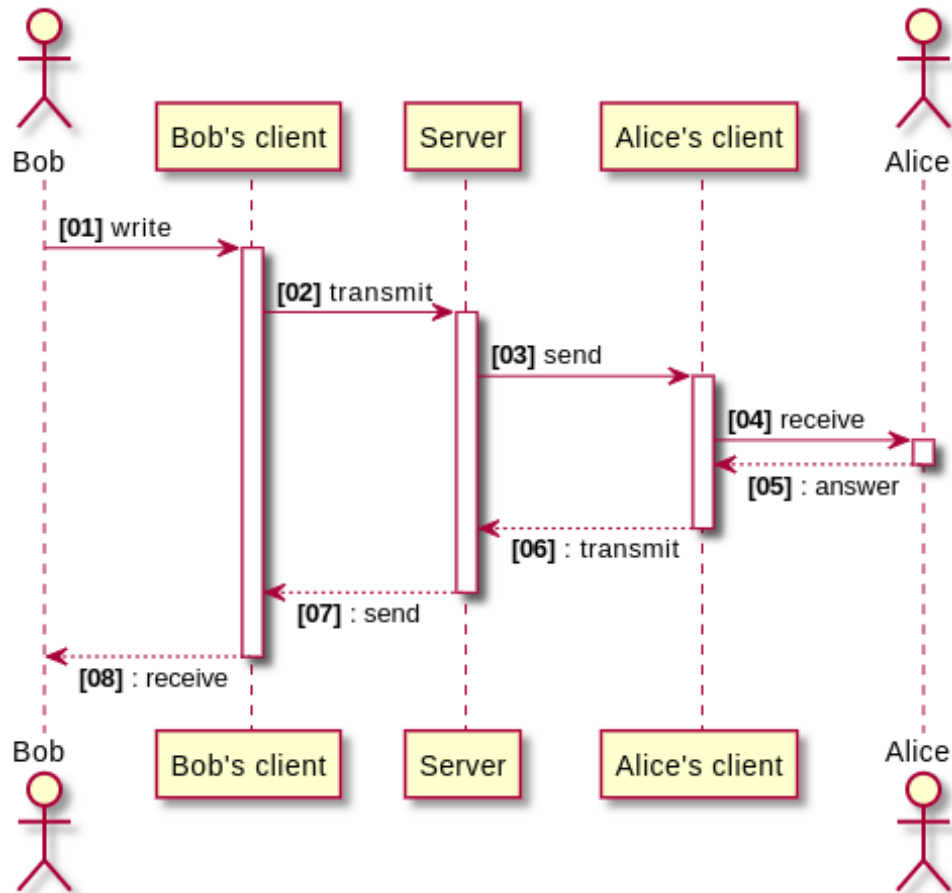 Bob
Bob's client
Server
Alice's client
Alice
[01] write
[02] transmit
[03] send
[04] receive
[05] : answer
[06] : transmit
[07] : send
[08] : receive
Bob
Bob's client
Server
Alice's client
Alice